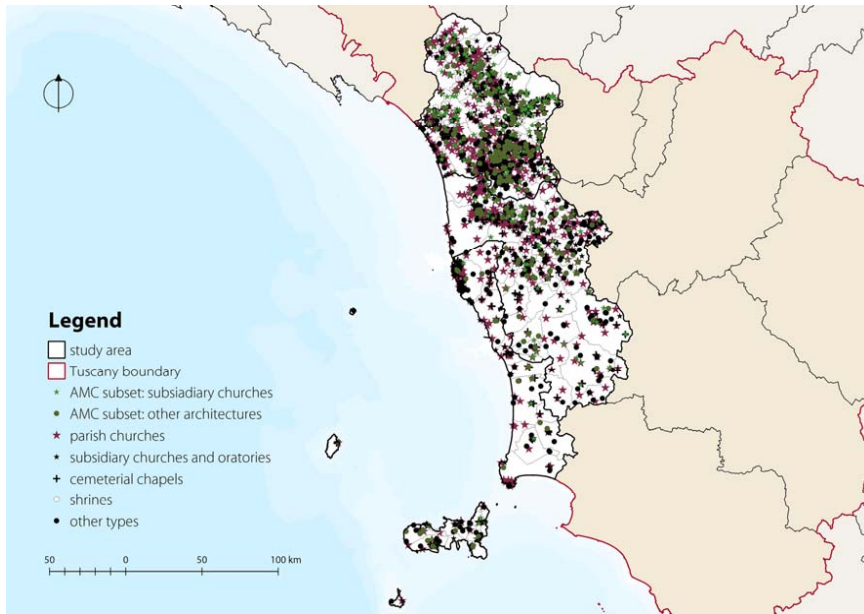 Legend
study area
Tuscany boundary
AMC subset: subsiadiary churches
AMC subset: other architectures
parish churches
subsidiary churches and oratories
cemeterial chapels
shrines
other types
50 0 50 100 km